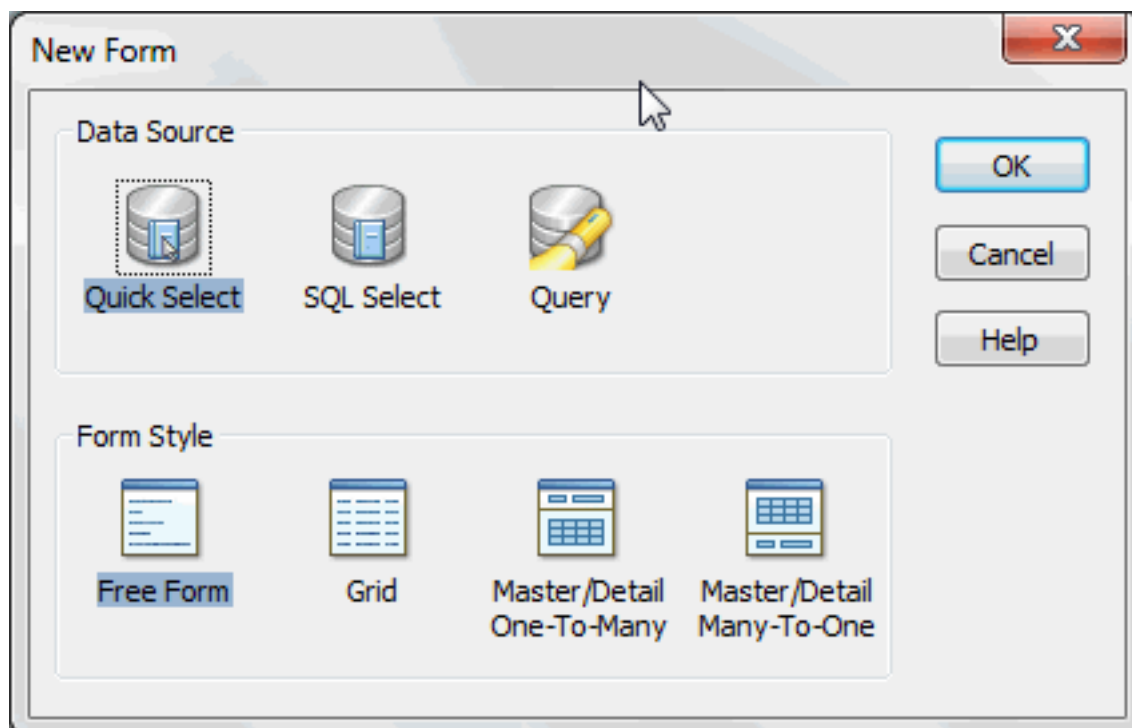 New Form
Data Source
Quick Select
SQL Select
Query
OK
Cancel
Help
Form Style
Free Form
Grid
Master/Detail
One-To-Many
Master/Detail
Many-To-One